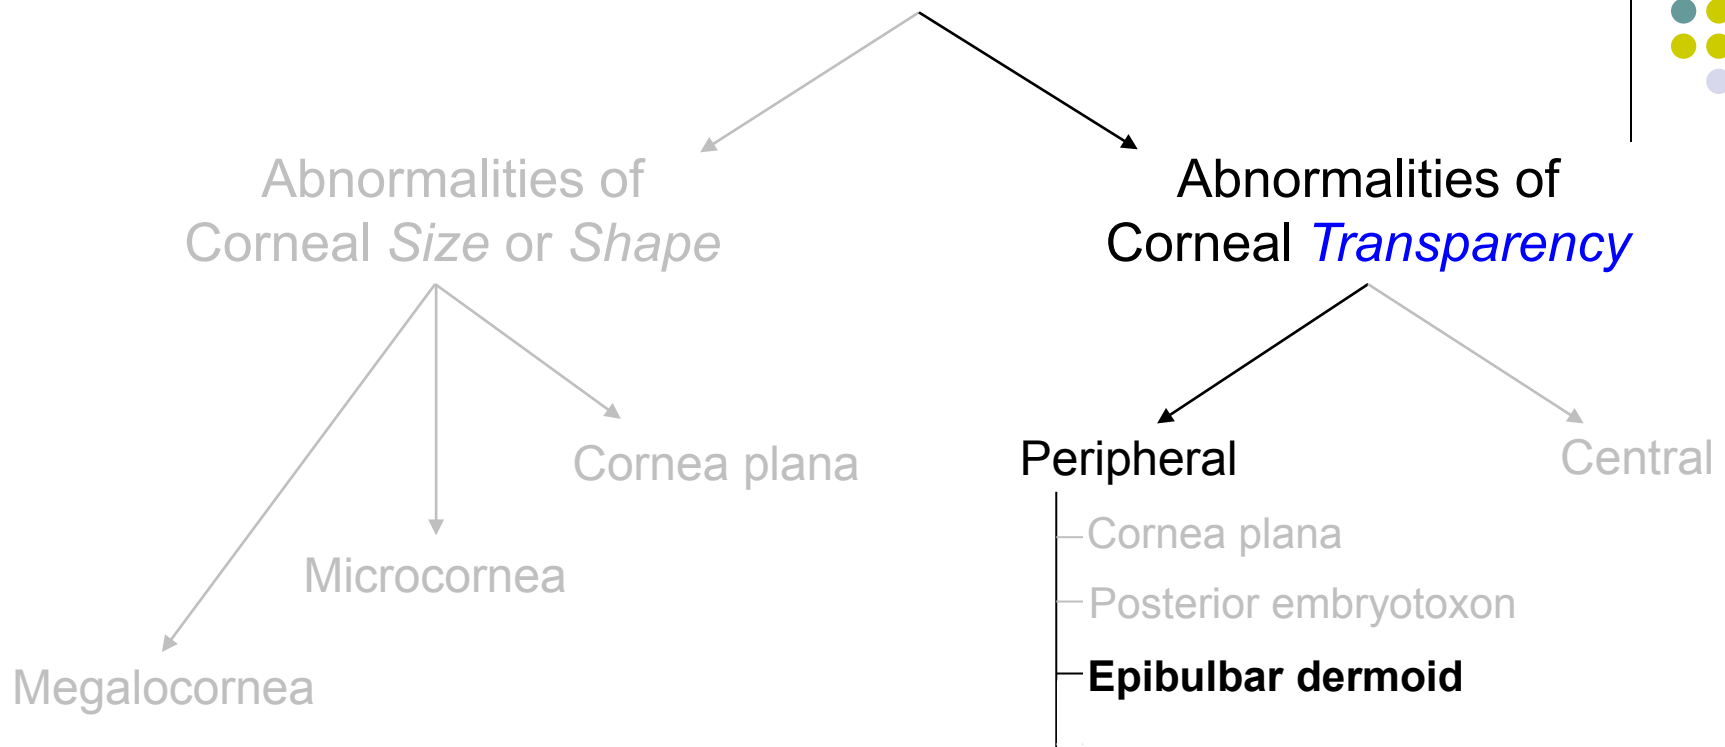 Abnormalities of
Corneal Size or Shape
Abnormalities of
Corneal Transparency
Cornea plana
Microcornea
Megalocornea
Peripheral
Central
Cornea plana
Posterior embryotoxon
Epibulbar dermoid